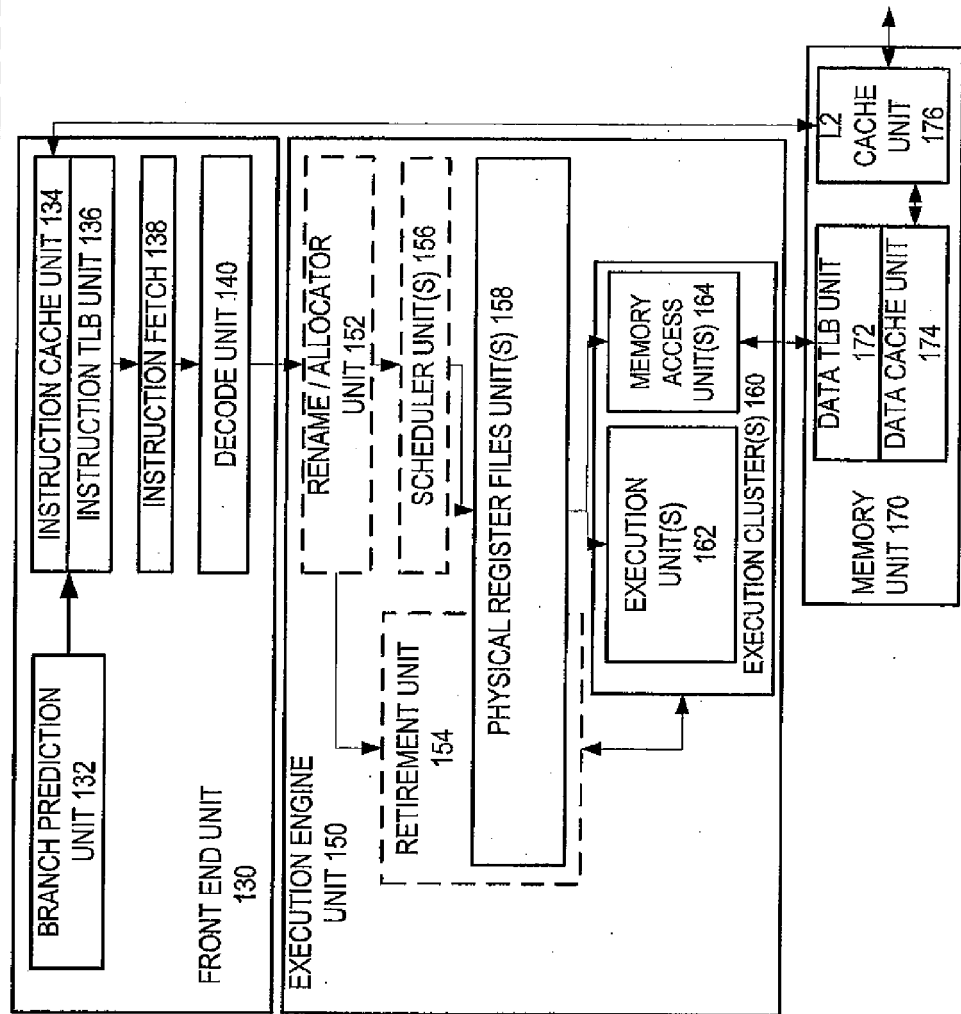 BRANCH PREDICTION
UNIT 132
INSTRUCTION CACHE UNIT 134
INSTRUCTION TLB UNIT 136
INSTRUCTION FETCH 138
DECODE UNIT 140
FRONT END UNIT
130
EXECUTION ENGINE
UNIT 150
RENAME / ALLOCATOR
UNIT 152
SCHEDULER UNIT(S) 156
RETIREMENT UNIT
154
PHYSICAL REGISTER FILES UNIT(S) 158
EXECUTION
UNIT(S)
162
MEMORY
ACCESS
UNIT(S) 164
EXECUTION CLUSTER(S) 160
MEMORY
UNIT 170
DATA TLB UNIT
172
DATA CACHE UNIT
174
L2
CACHE
UNIT
176